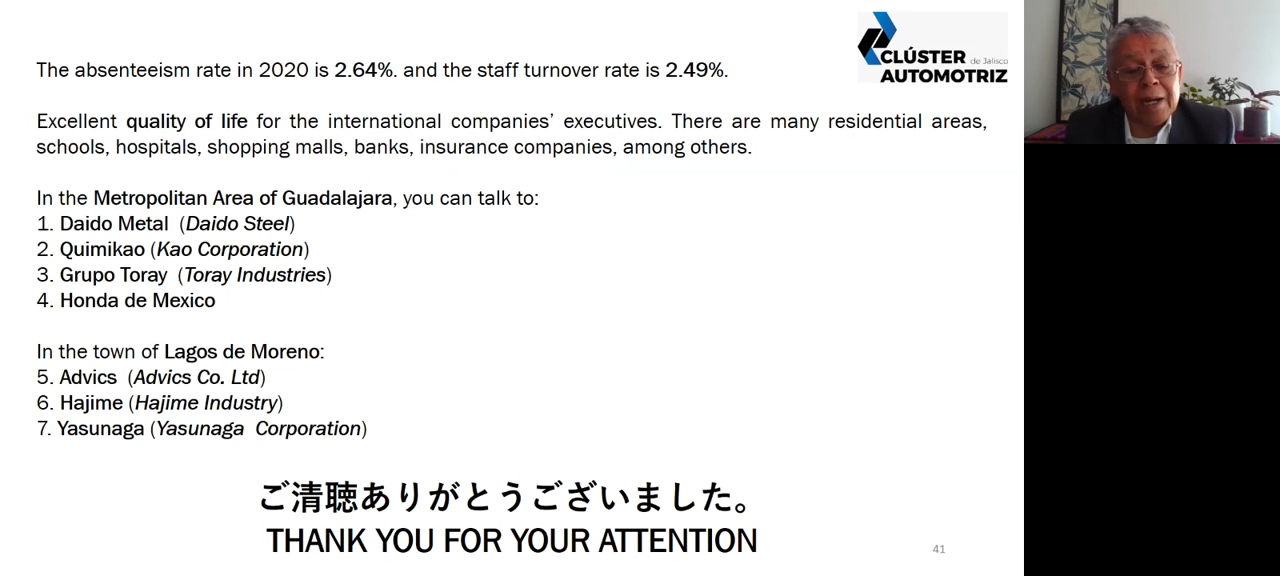 CLÚSTER de Jalisco
AUTOMOTRIZ
The absenteeism rate in 2020 is 2.64%. and the staff turnover rate is 2.49%.
Excellent quality of life for the international companies’ executives. There are many residential areas,
schools, hospitals, shopping malls, banks, insurance companies, among others.
In the Metropolitan Area of Guadalajara, you can talk to:
1. Daido Metal (Daido Steel)
2. Quimikao (Kao Corporation)
3. Grupo Toray (Toray Industries)
4. Honda de Mexico
In the town of Lagos de Moreno:
5. Advics (Advics Co. Ltd)
6. Hajime (Hajime Industry)
7. Yasunaga (Yasunaga Corporation)
ご清聴ありがとうございました。
THANK YOU FOR YOUR ATTENTION
41